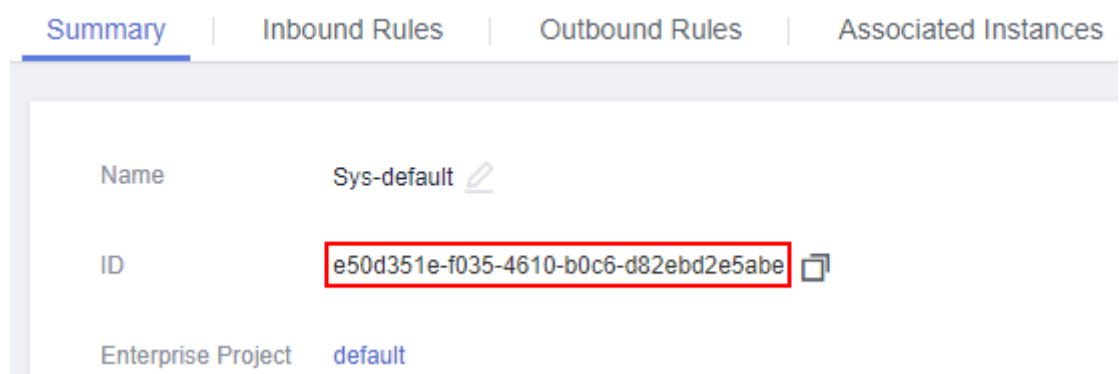 Summary Inbound Rules Outbound Rules Associated Instances
Name Sys-default
ID e50d351e-f035-4610-b0c6-d82ebd2e5abe
Enterprise Project default